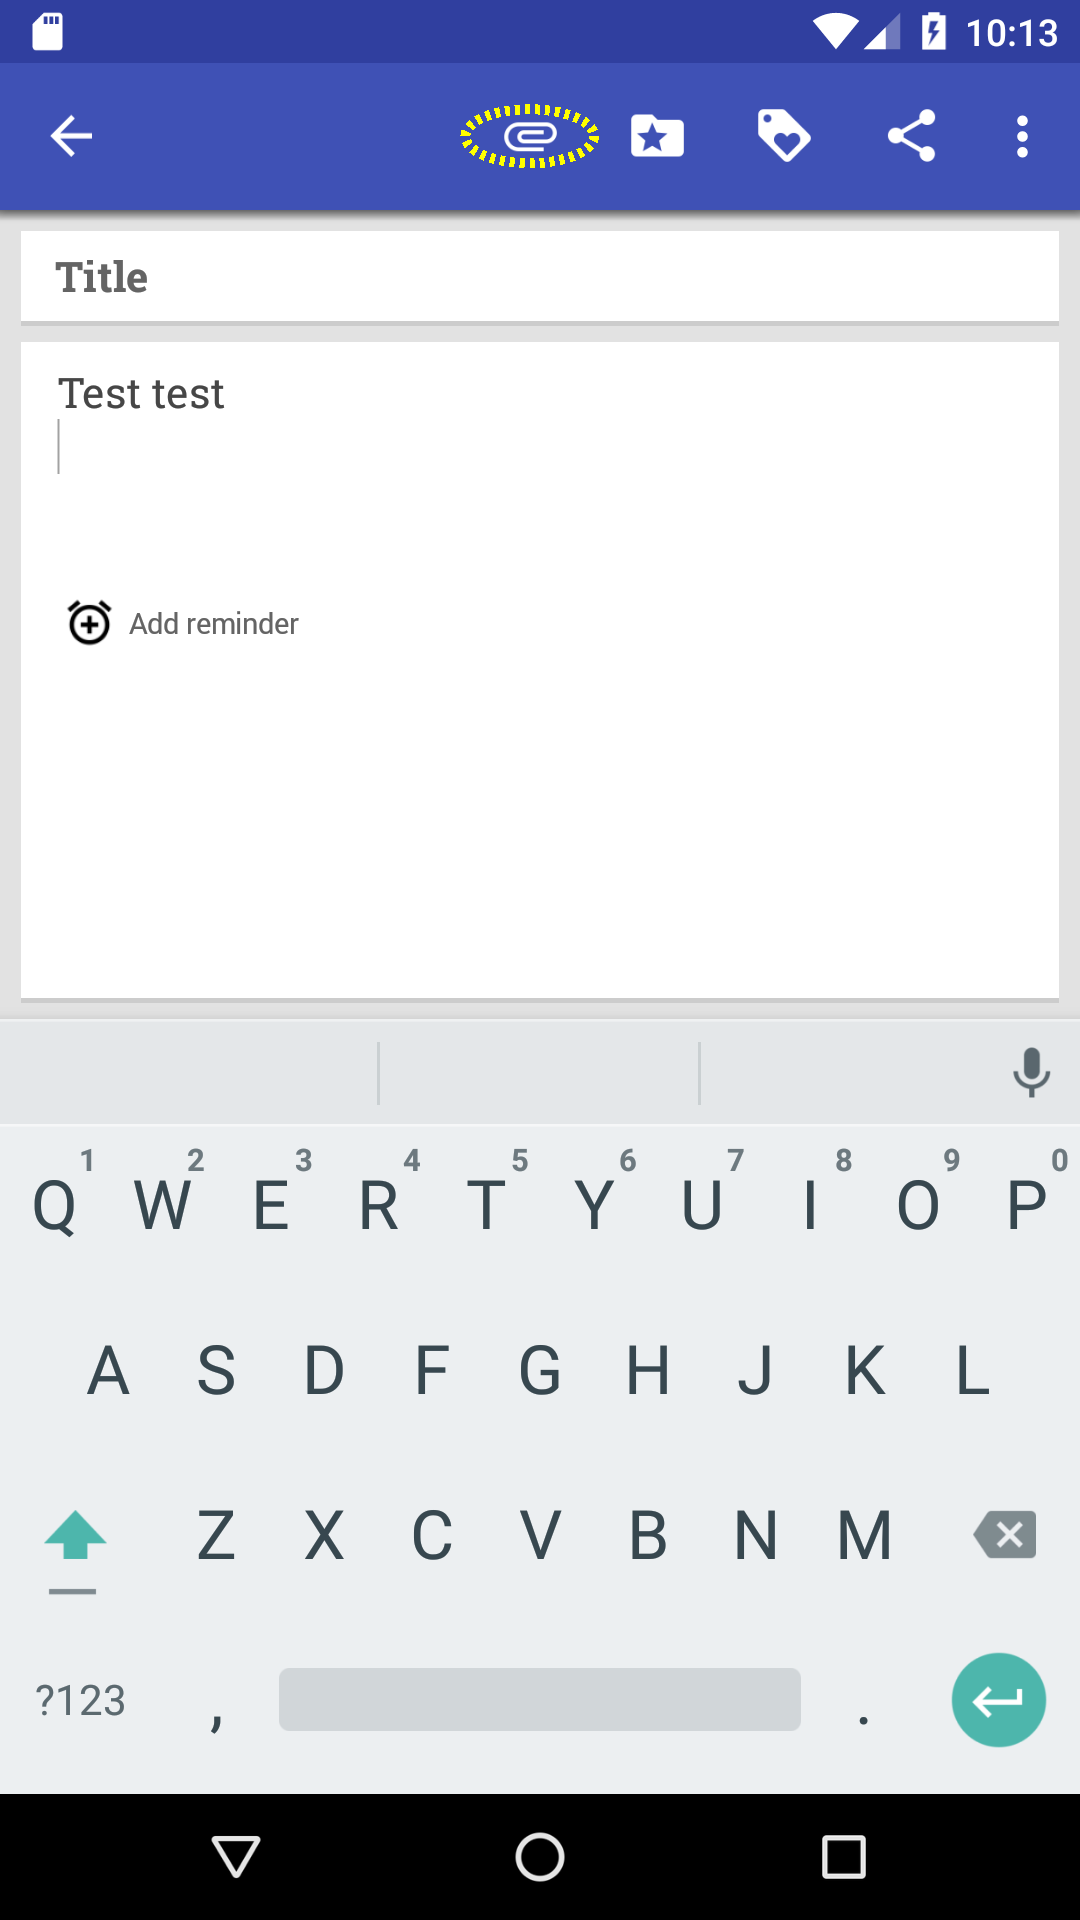 10:13
Title
Test test
Add reminder
1 2 3 4 5 6 7 8 9 0
Q W E R T Y U I O P
A S D F G H J K L
Z X C V B N M
?123 , .